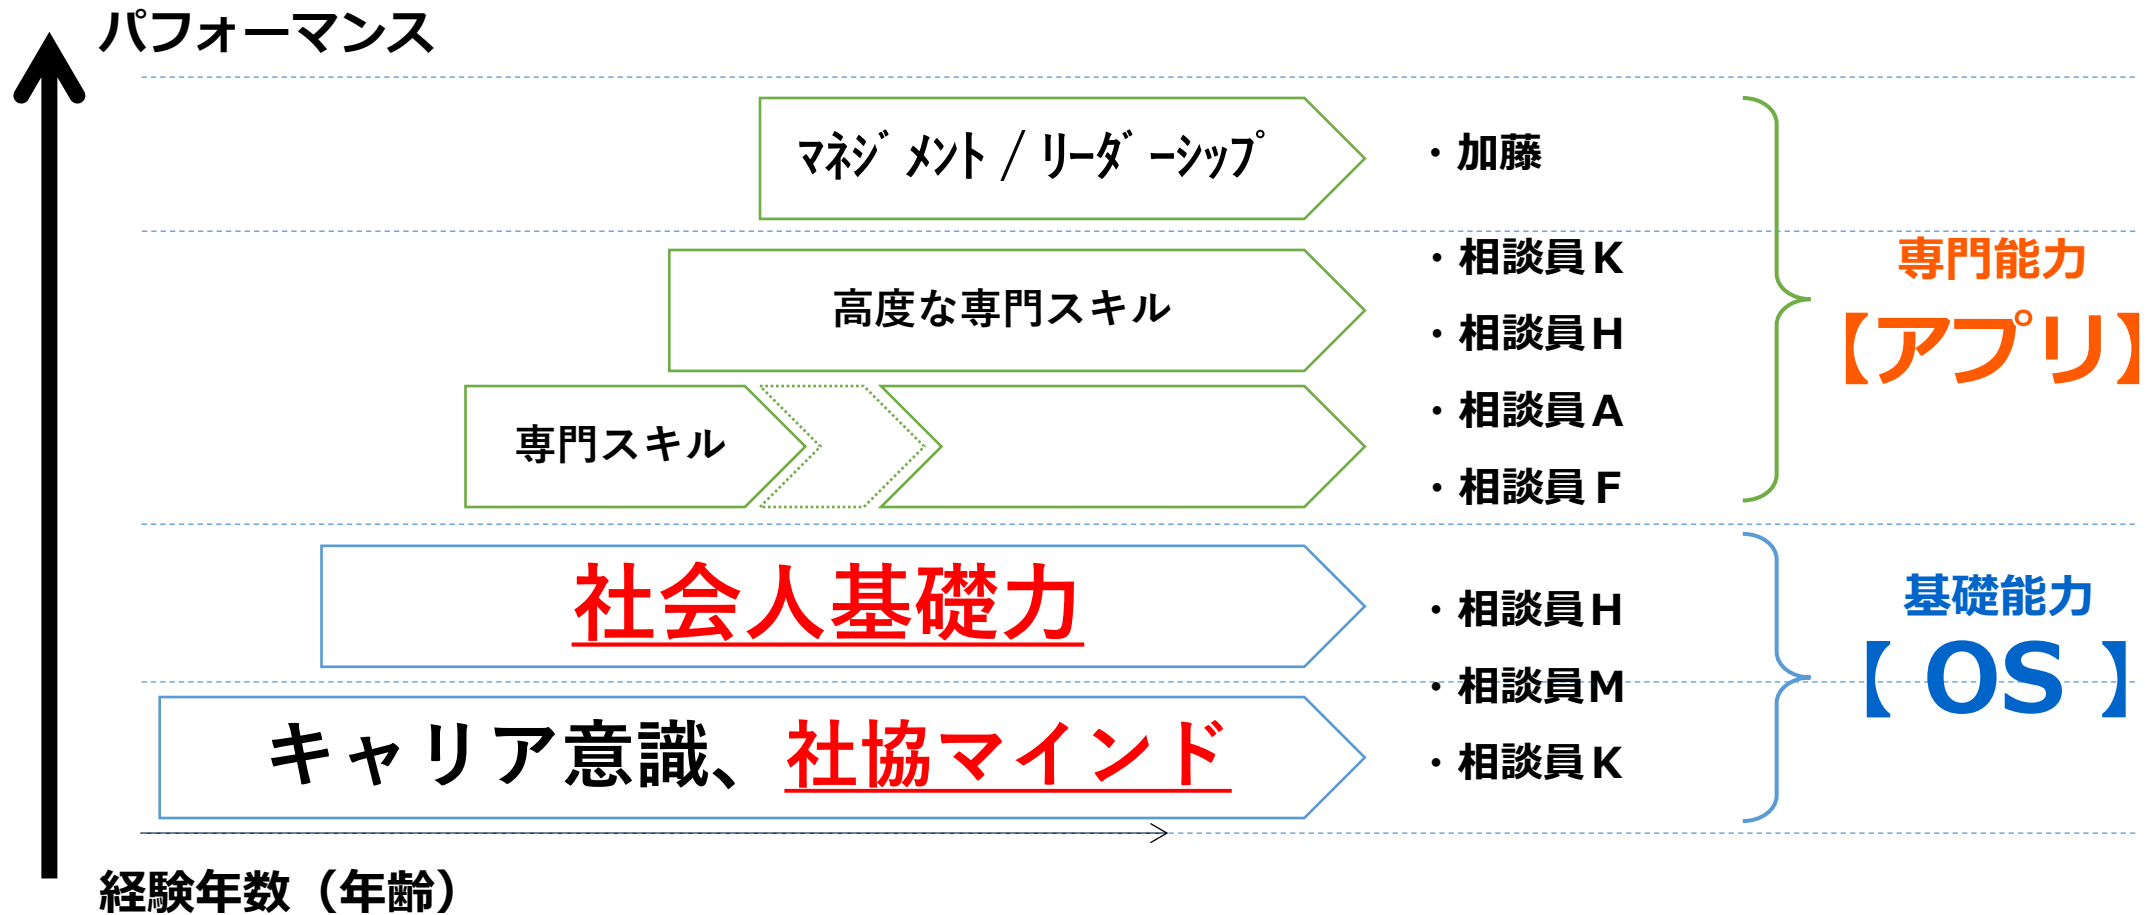 パフォーマンス
マネジメント / リーダーシップ
・加藤
高度な専門スキル
・相談員K
・相談員H
専門スキル
・相談員A
・相談員F
専門能力
【アプリ】
社会人基礎力
・相談員H
・相談員M
キャリア意識、社協マインド
・相談員K
基礎能力
【 OS 】
経験年数（年齢）